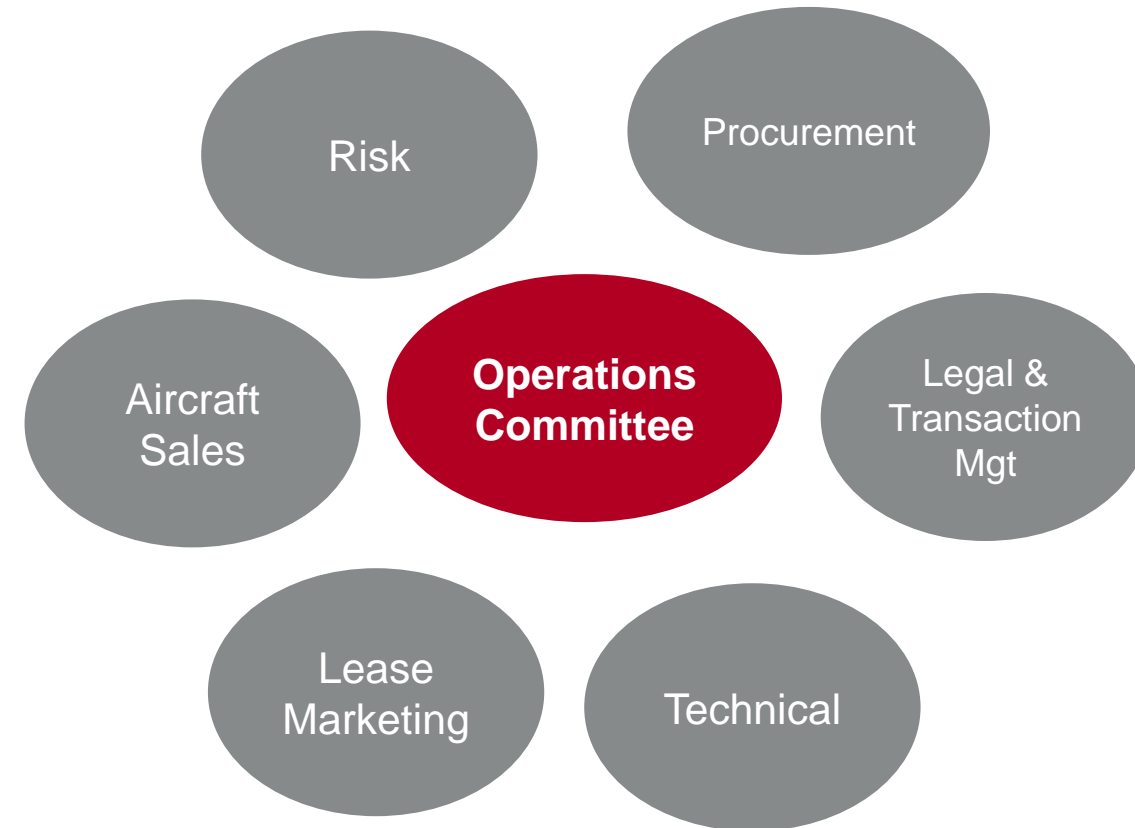 Procurement
Risk
Operations
Committee
Legal &
Transaction
Mgt
Aircraft
Sales
Lease
Marketing
Technical